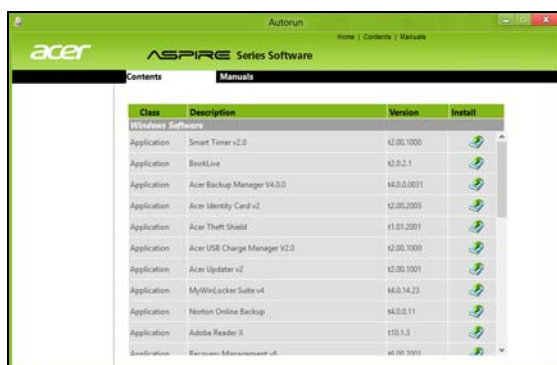 Autorun
Home | Contents | Manuals
acer
ASPIRE Series Software
Contents Manuals
Class Description Version Install
Windows Software
Application Smart Timer v2.0 t2.00.1000
Application BookLive t2.0.2.1
Application Acer Backup Manager V4.0.0 t4.0.0.0031
Application Acer Identity Card v2 t2.00.2003
Application Acer Theft Shield t1.01.2001
Application Acer USB Charge Manager V2.0 t2.00.1000
Application Acer Updater v2 t2.00.1001
Application MyWinLocker Suite v4 t4.0.14.23
Application Norton Online Backup t4.0.0.11
Application Adobe Reader X t10.1.3
Application Recovery Management v6